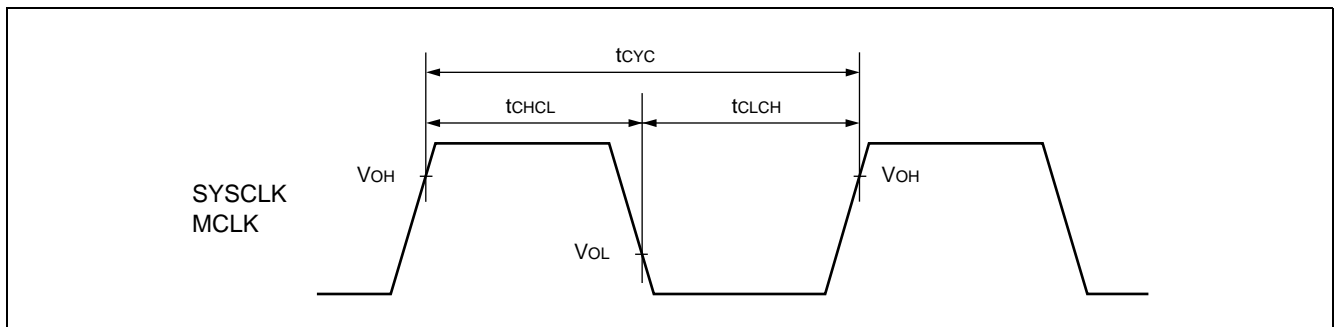 tCYC
tCHCL
tCLCH
VOH
VOH
SYSCLK
MCLK
VOL